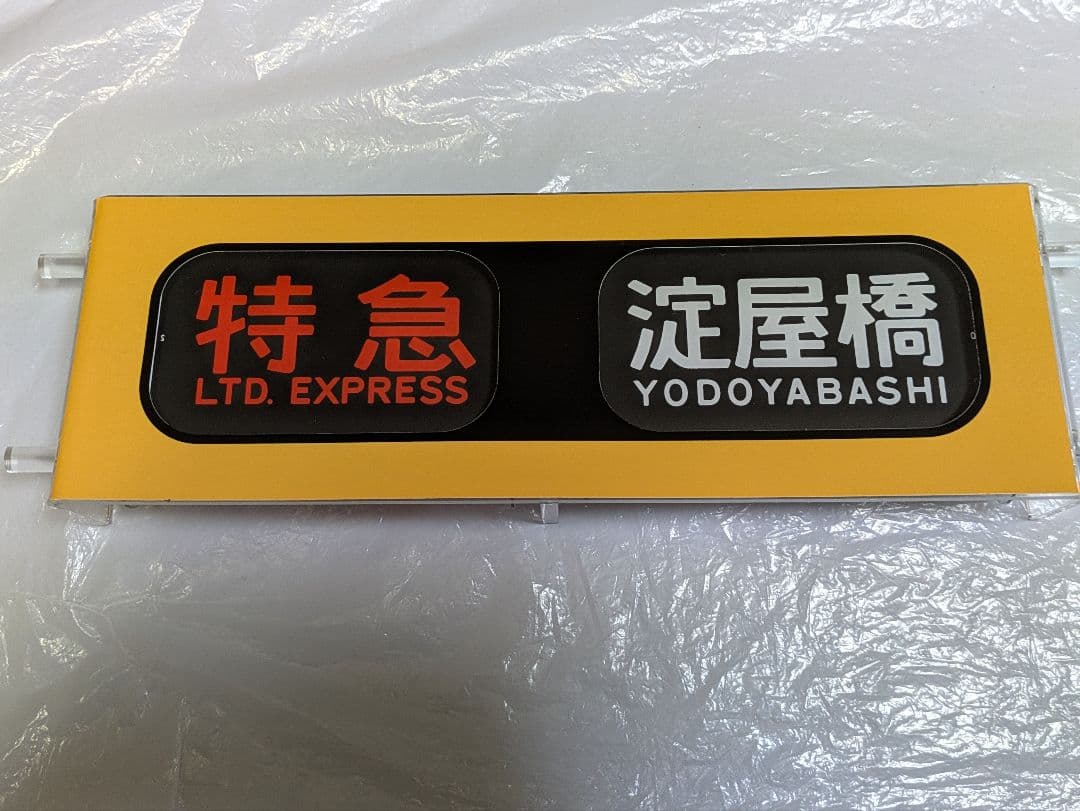 特急
LTD. EXPRESS
淀屋橋
YODOYABASHI